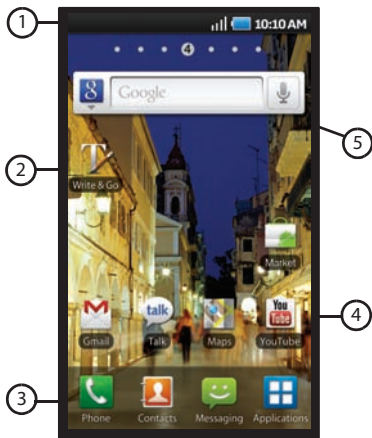 1
10:10 AM
4
8 Google
5
2
Write & Go
Market
talk
You
Tube
4
Gmail Talk Maps YouTube
3
Phone Contacts Messaging Applications